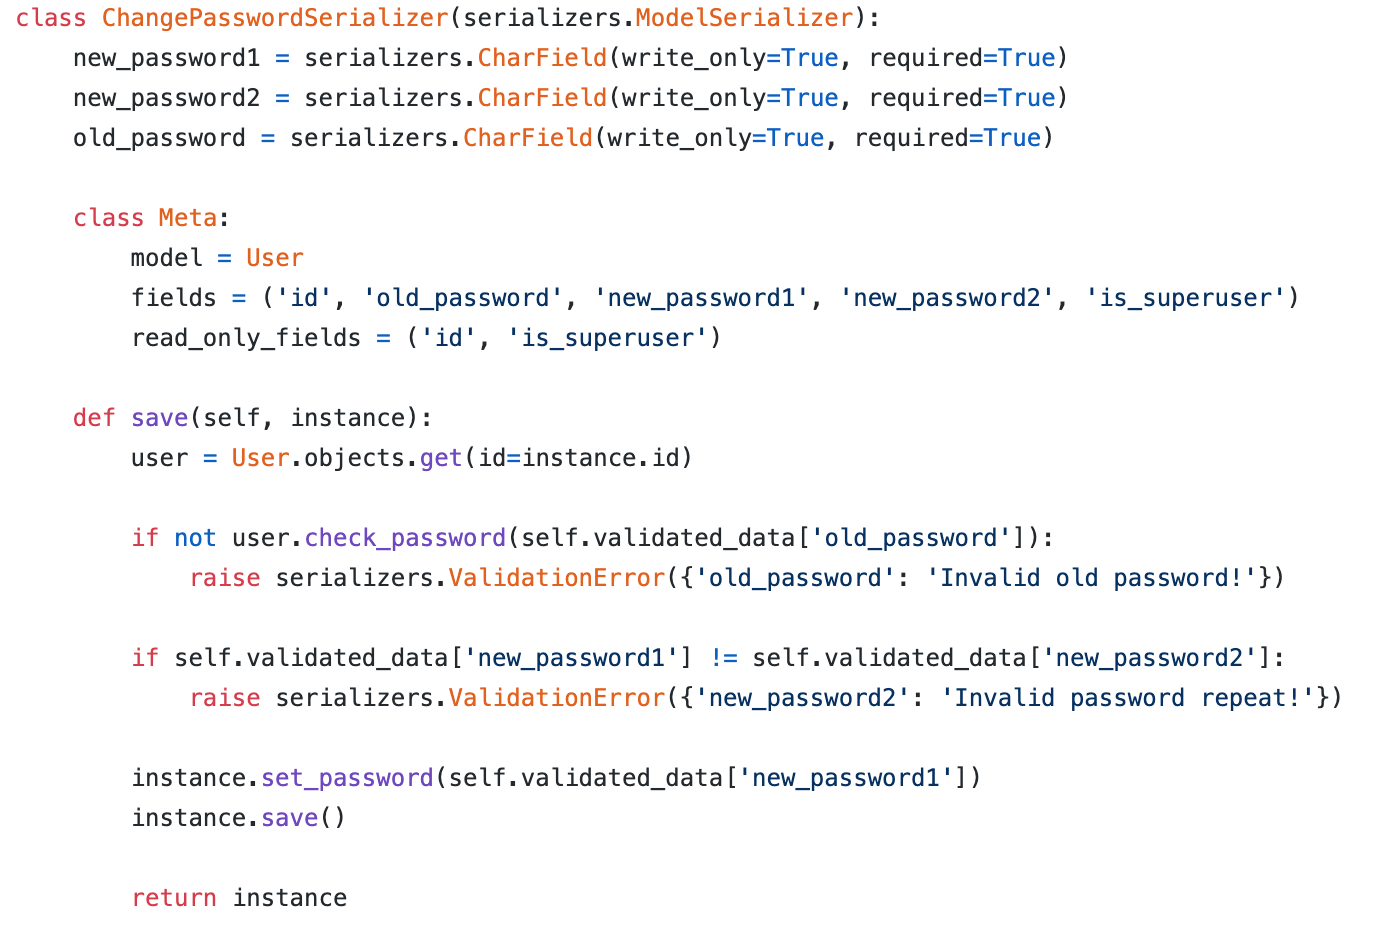 class ChangePasswordSerializer(serializers.ModelSerializer):
    new_password1 = serializers.CharField(write_only=True, required=True)
    new_password2 = serializers.CharField(write_only=True, required=True)
    old_password = serializers.CharField(write_only=True, required=True)

    class Meta:
        model = User
        fields = ('id', 'old_password', 'new_password1', 'new_password2', 'is_superuser')
        read_only_fields = ('id', 'is_superuser')

    def save(self, instance):
        user = User.objects.get(id=instance.id)

        if not user.check_password(self.validated_data['old_password']):
            raise serializers.ValidationError({'old_password': 'Invalid old password!'})

        if self.validated_data['new_password1'] != self.validated_data['new_password2']:
            raise serializers.ValidationError({'new_password2': 'Invalid password repeat!'})

        instance.set_password(self.validated_data['new_password1'])
        instance.save()

        return instance